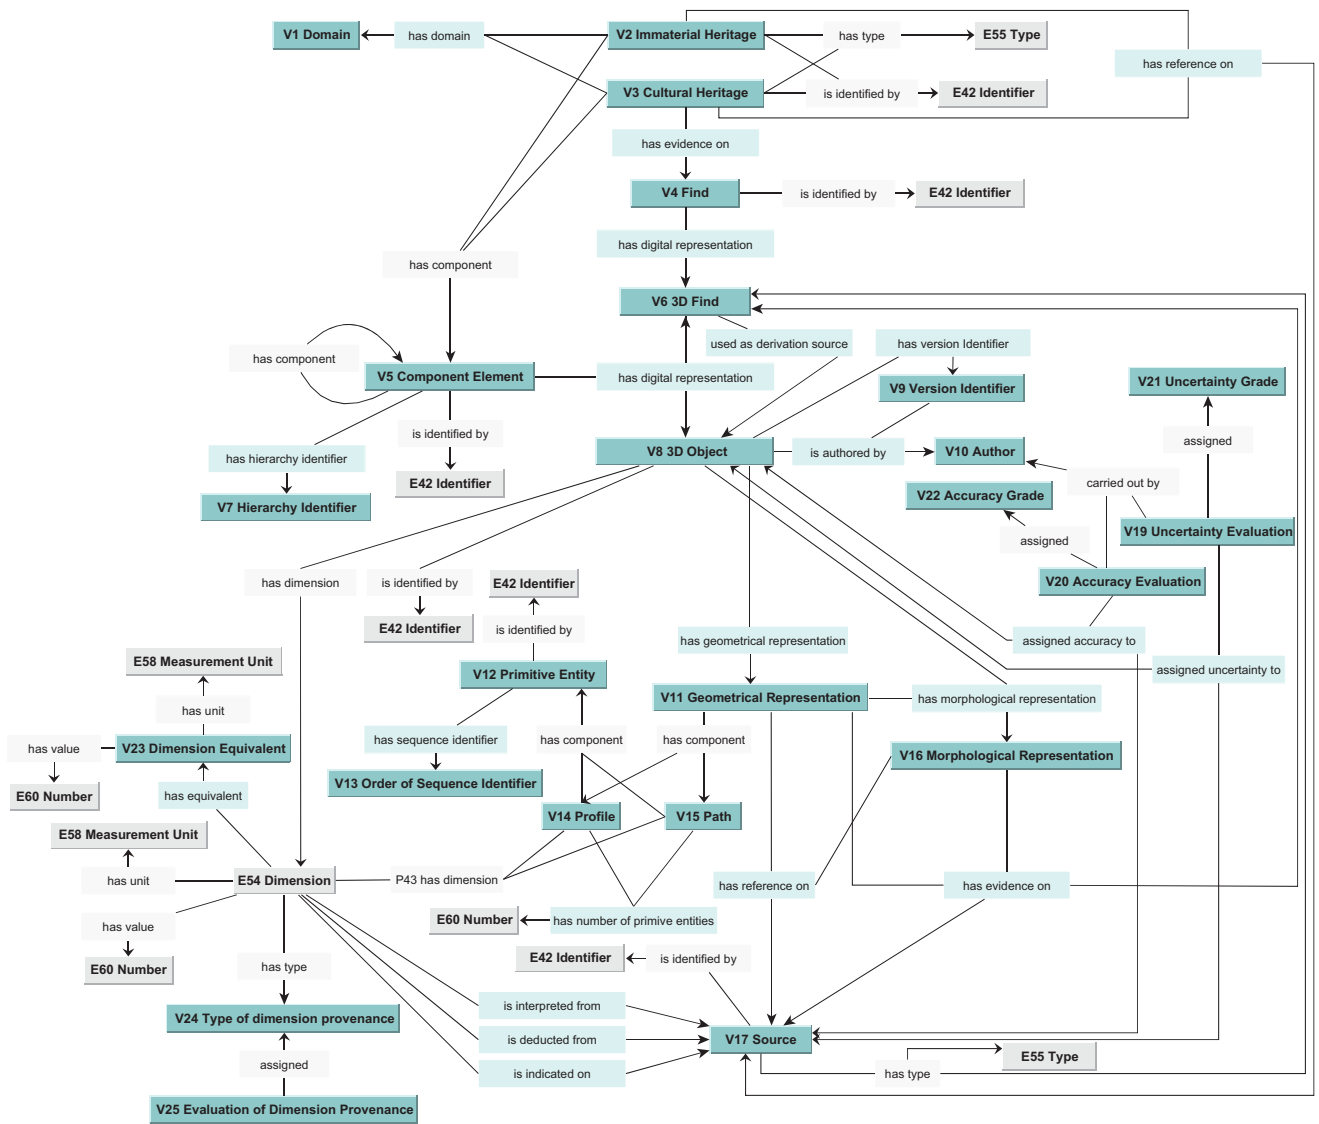 V1 Domain
has domain
V2 Immaterial Heritage
has type
E55 Type
has reference on
V3 Cultural Heritage
is identified by
E42 Identifier
has evidence on
V4 Find
is identified by
E42 Identifier
has digital representation
has component
V6 3D Find
used as derivation source
has version Identifier
has component
V5 Component Element
has digital representation
V9 Version Identifier
V21 Uncertainty Grade
is identified by
assigned
has hierarchy identifier
V8 3D Object
is authored by
V10 Author
E42 Identifier
carried out by
V7 Hierarchy Identifier
V22 Accuracy Grade
V19 Uncertainty Evaluation
assigned
has dimension
is identified by
E42 Identifier
V20 Accuracy Evaluation
E42 Identifier
is identified by
has geometrical representation
assigned accuracy to
E58 Measurement Unit
V12 Primitive Entity
assigned uncertainty to
has unit
V11 Geometrical Representation
has morphological representation
has value
V23 Dimension Equivalent
has sequence identifier
has component
has component
V16 Morphological Representation
E60 Number
has equivalent
V13 Order of Sequence Identifier
V14 Profile
V15 Path
E58 Measurement Unit
has unit
E54 Dimension
P43 has dimension
has reference on
has evidence on
has value
E60 Number
has number of primive entities
E60 Number
has type
E42 Identifier
is identified by
is interpreted from
V24 Type of dimension provenance
is deducted from
V17 Source
E55 Type
assigned
is indicated on
has type
V25 Evaluation of Dimension Provenance